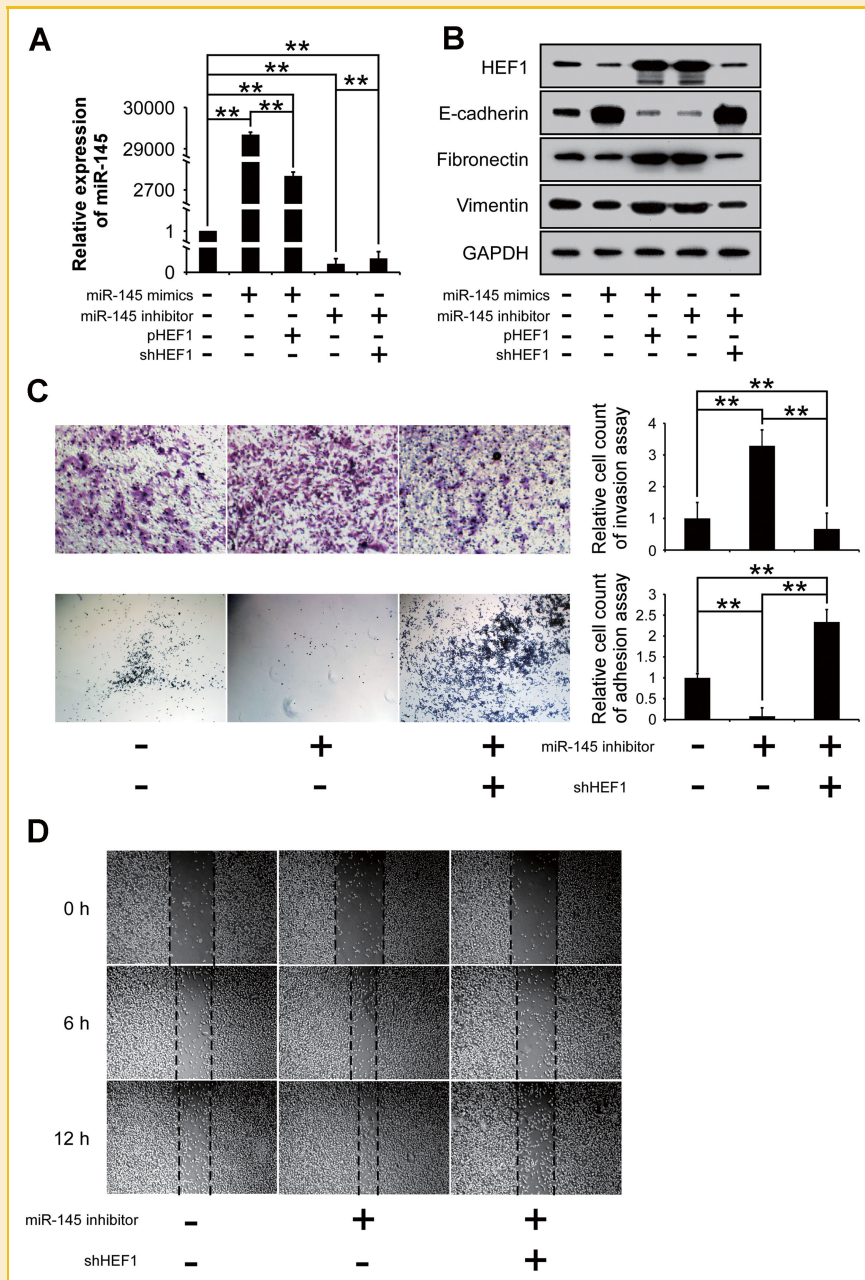 A
** 
**
** **
** **
Relative expression
of miR-145
30000
29000
2700
1
0
miR-145 mimics - + + - -
miR-145 inhibitor - - - + +
pHEF1 - - + - -
shHEF1 - - - - +
B
HEF1
E-cadherin
Fibronectin
Vimentin
GAPDH
miR-145 mimics - + + - -
miR-145 inhibitor - - - + +
pHEF1 - - + - -
shHEF1 - - - - +
C
Relative cell count
of invasion assay
4
3
2
1
0
**
** **
Relative cell count
of adhesion assay
3
2.5
2
1.5
1
0.5
0
**
** **
- + + miR-145 inhibitor - + +
- - + shHEF1 - - +
D
0 h
6 h
12 h
miR-145 inhibitor - + +
shHEF1 - - +